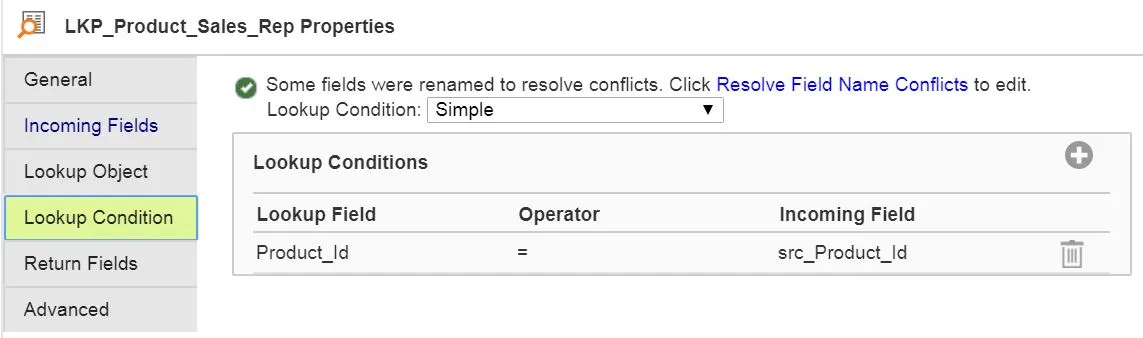 LKP_Product_Sales_Rep Properties
General
Incoming Fields
Lookup Object
Lookup Condition
Return Fields
Advanced
Some fields were renamed to resolve conflicts. Click Resolve Field Name Conflicts to edit.
Lookup Condition: Simple
Lookup Conditions
Lookup Field Operator Incoming Field
Product_Id = src_Product_Id